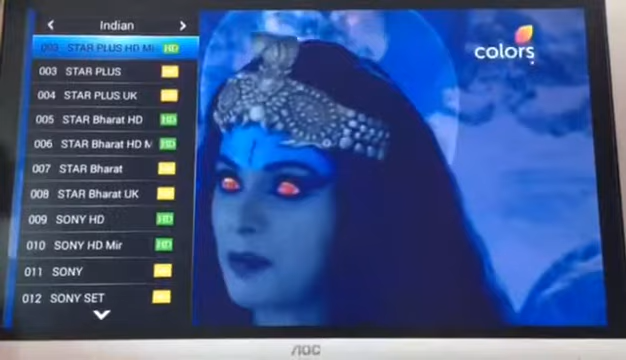 Indian
002 STAR PLUS HD Mi HD
003 STAR PLUS
004 STAR PLUS UK
005 STAR Bharat HD HD
006 STAR Bharat HD M HD
007 STAR Bharat
008 STAR Bharat UK
009 SONY HD HD
010 SONY HD Mir HD
011 SONY
012 SONY SET
colors
AOC